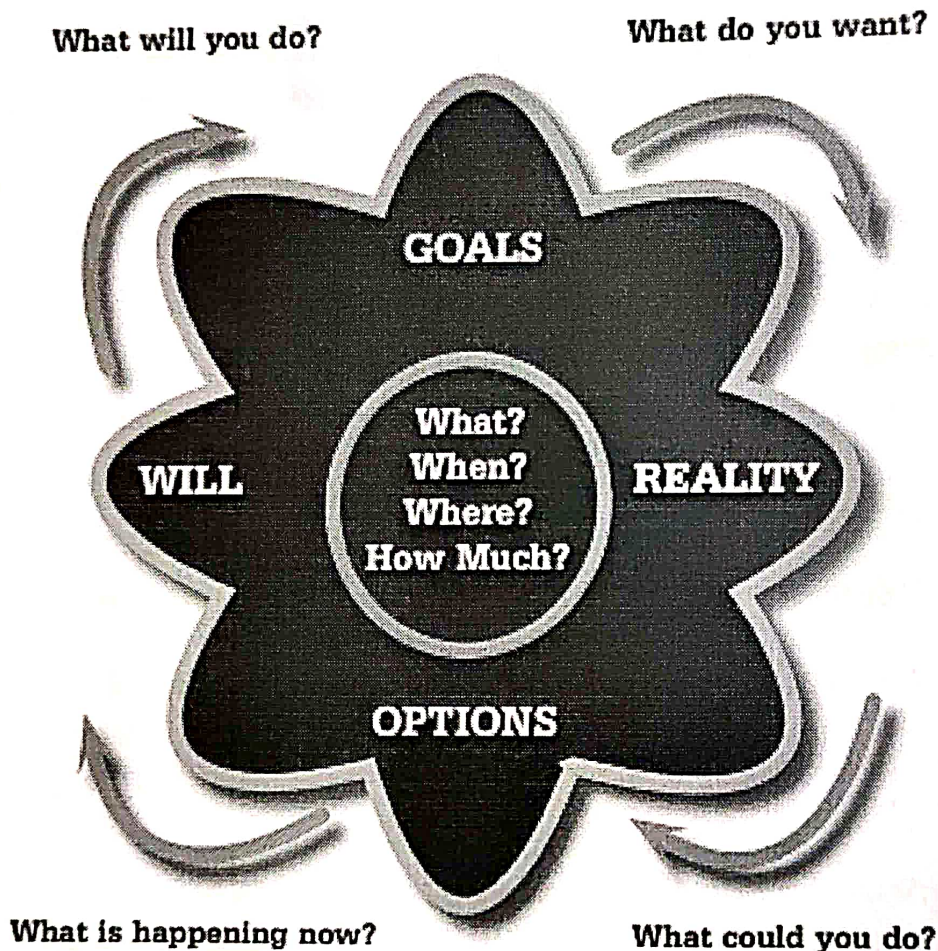 What will you do?
What do you want?
GOALS
What?
When?
Where?
How Much?
WILL
REALITY
OPTIONS
What is happening now?
What could you do?